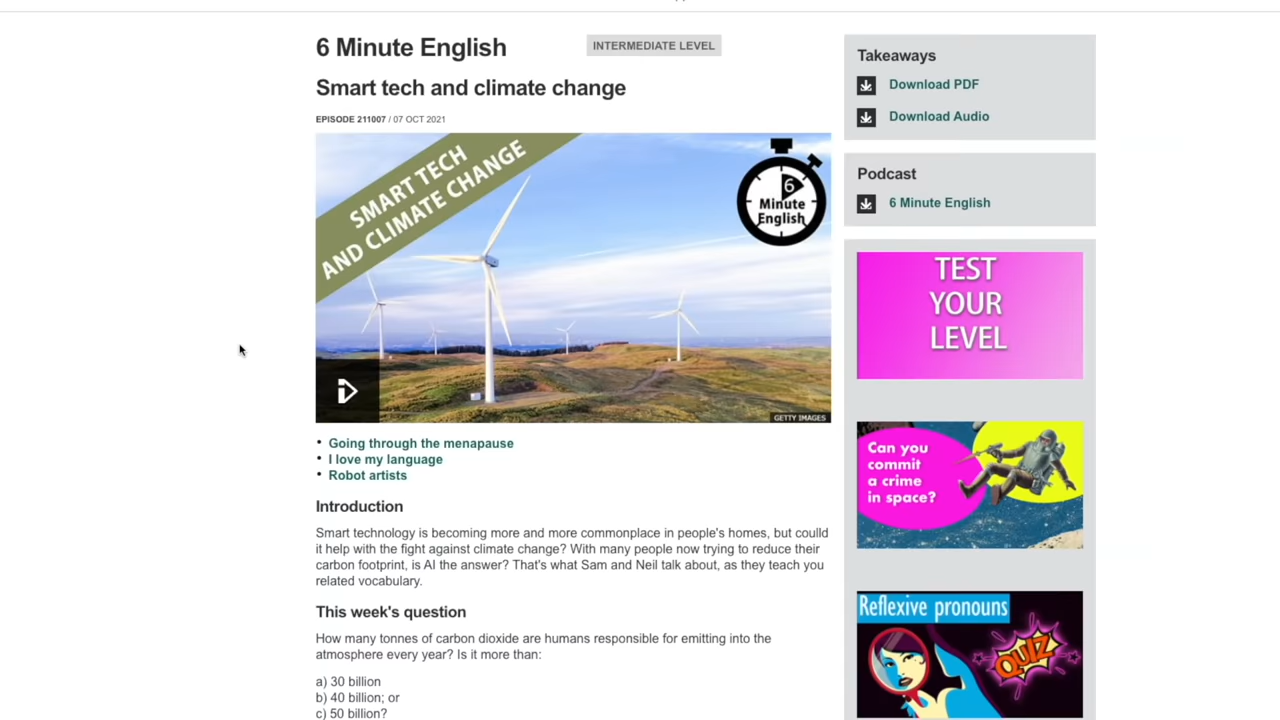 6 Minute English
INTERMEDIATE LEVEL
Smart tech and climate change
EPISODE 211007 / 07 OCT 2021
SMART TECH
AND CLIMATE CHANGE
6
Minute
English
GETTY IMAGES
• Going through the menapause
• I love my language
• Robot artists
Introduction
Smart technology is becoming more and more commonplace in people's homes, but coulld
it help with the fight against climate change? With many people now trying to reduce their
carbon footprint, is AI the answer? That's what Sam and Neil talk about, as they teach you
related vocabulary.
This week's question
How many tonnes of carbon dioxide are humans responsible for emitting into the
atmosphere every year? Is it more than:
a) 30 billion
b) 40 billion; or
c) 50 billion?
Takeaways
Download PDF
Download Audio
Podcast
6 Minute English
TEST
YOUR
LEVEL
Can you
commit
a crime
in space?
Reflexive pronouns
QUIZ